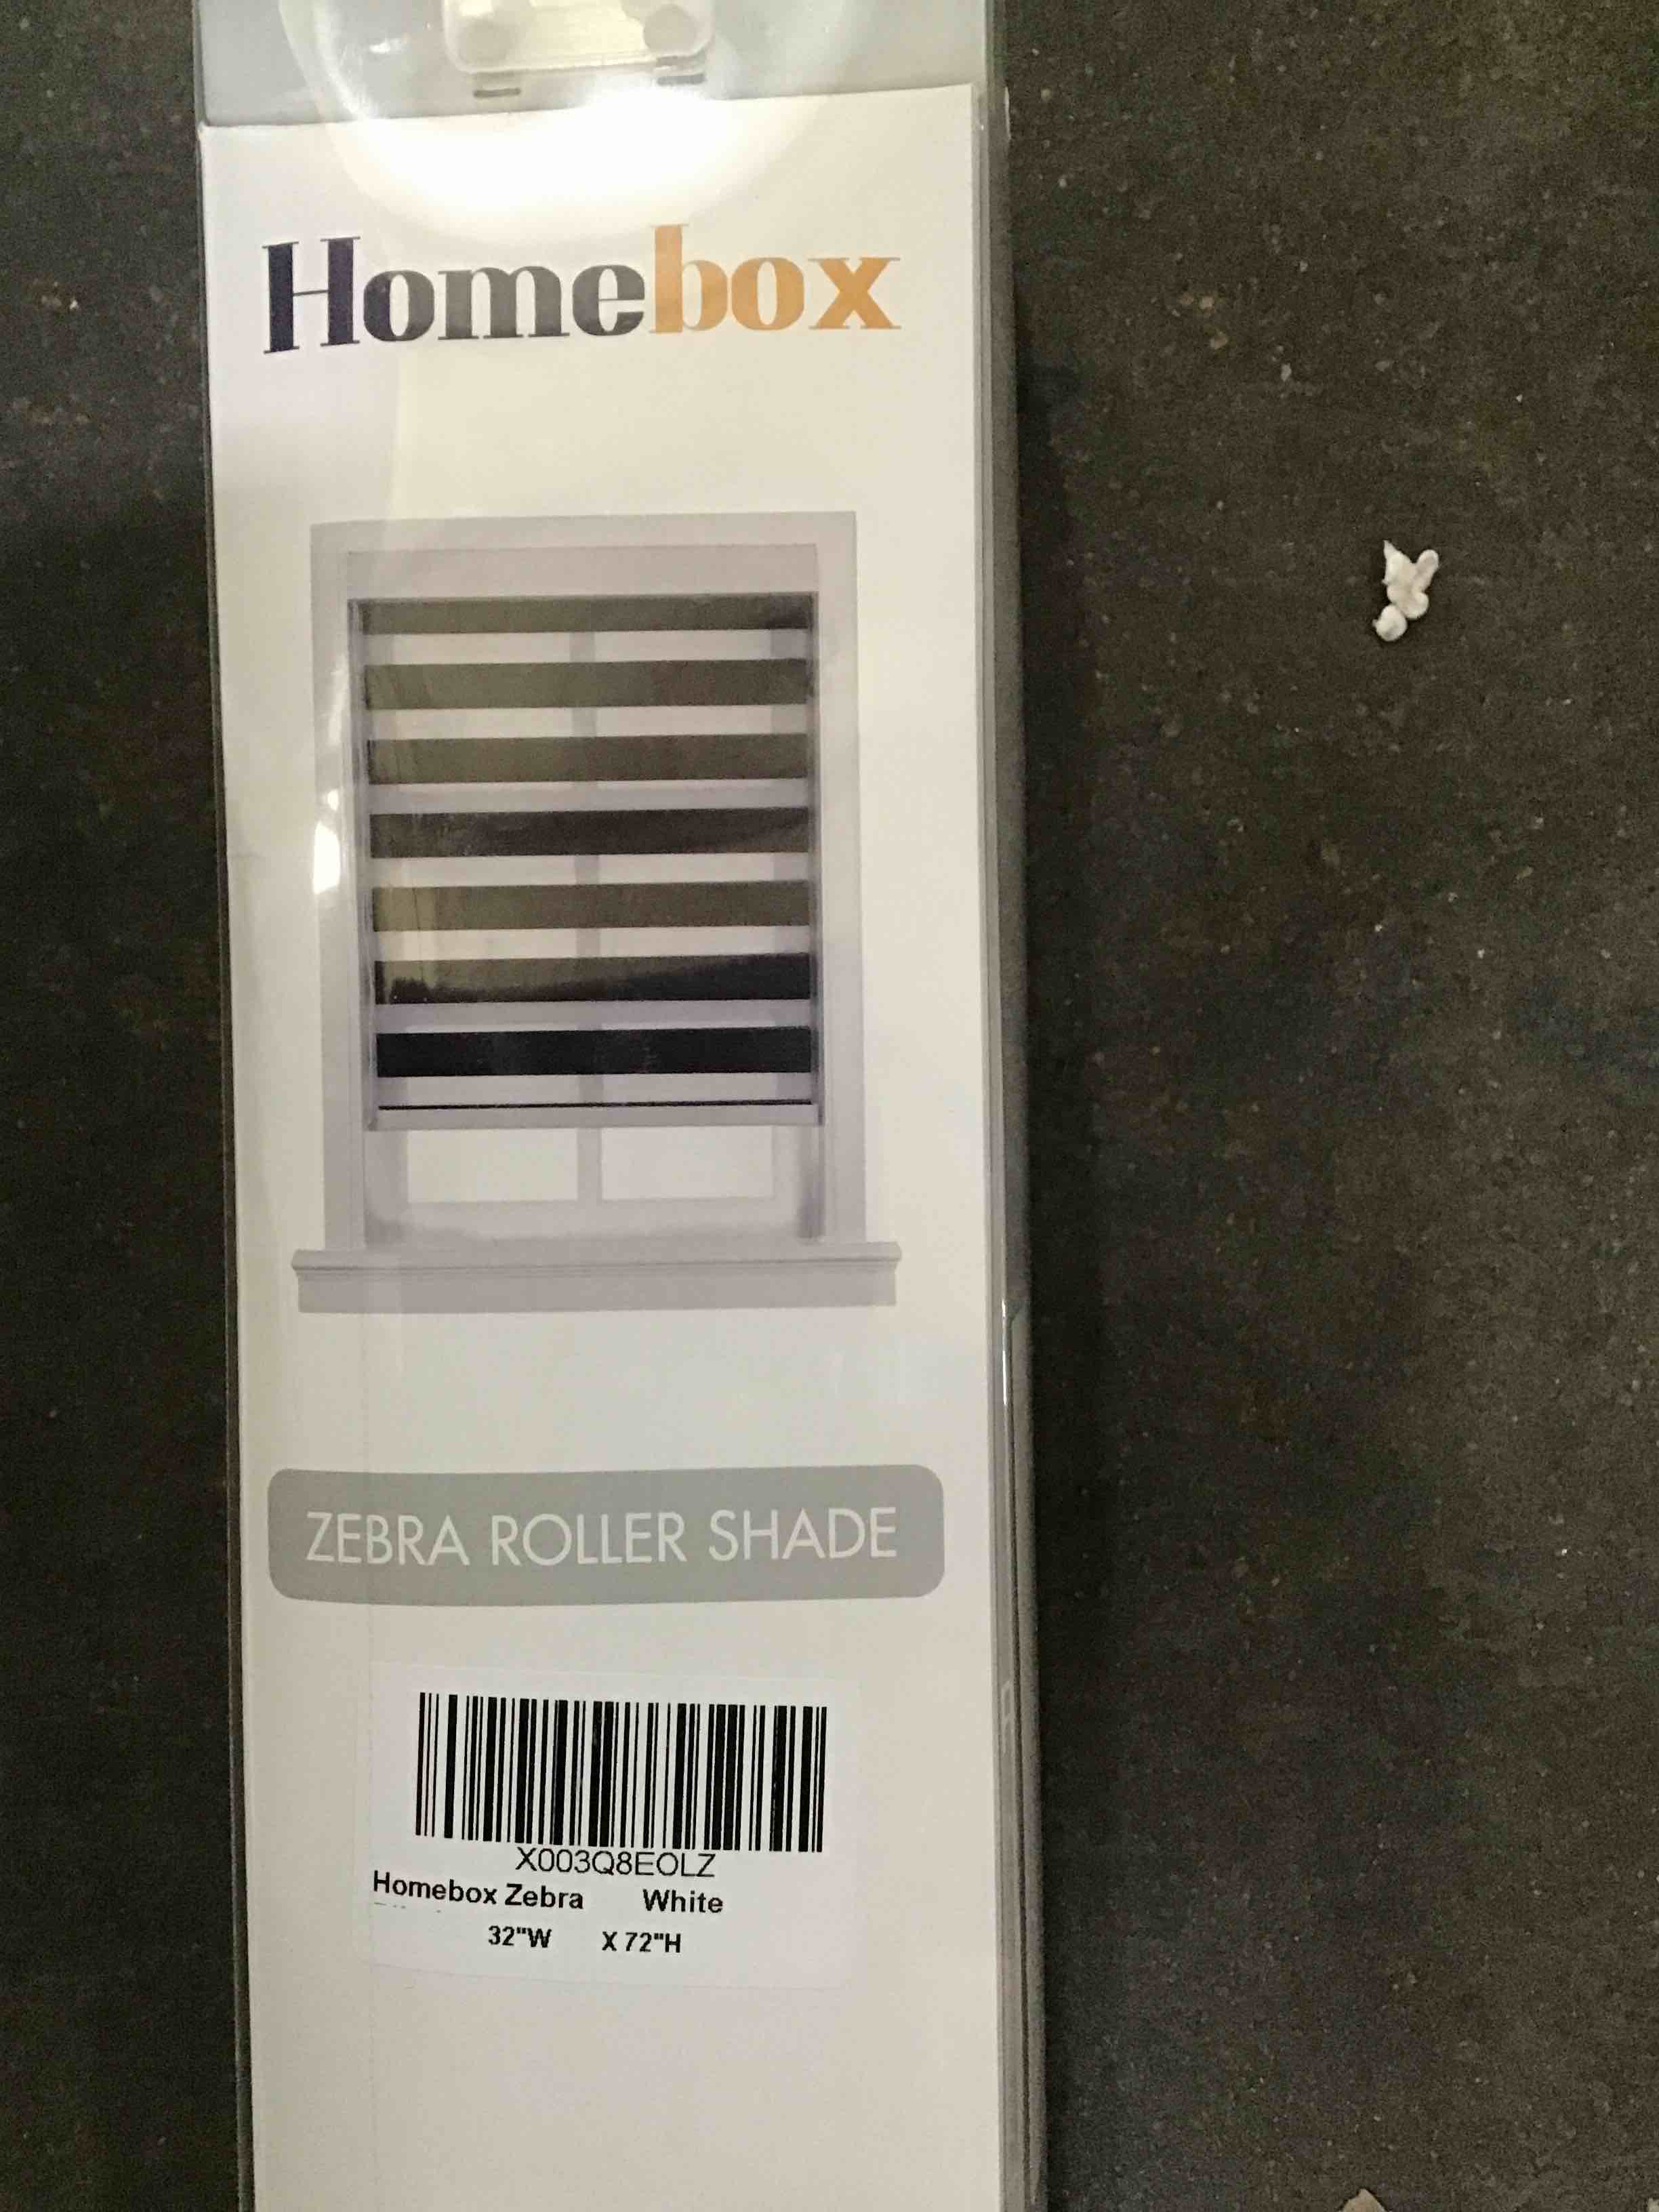 Homebox
ZEBRA ROLLER SHADE
X003Q8EOLZ
Homebox Zebra White
32"W X 72"H